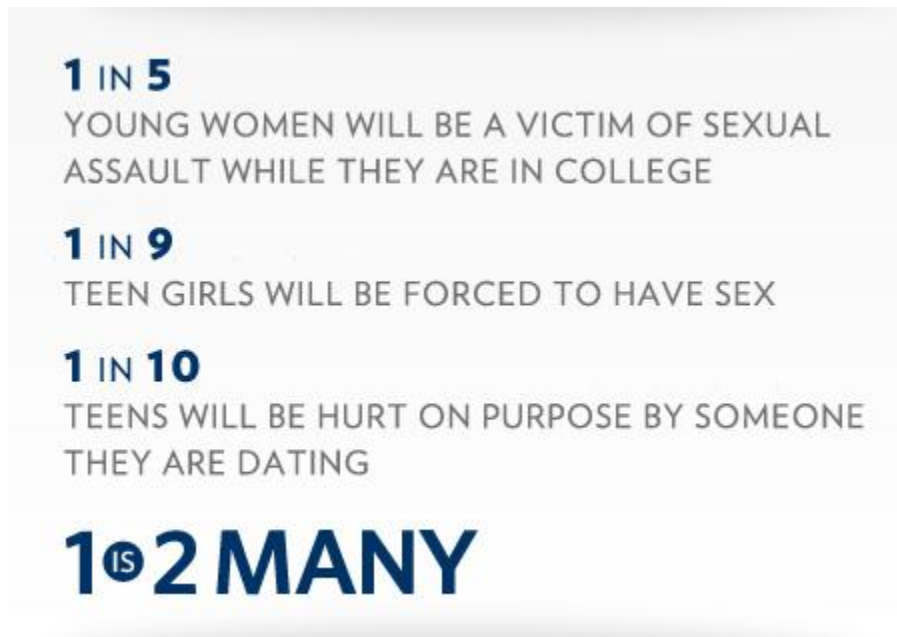 1 IN 5
YOUNG WOMEN WILL BE A VICTIM OF SEXUAL
ASSAULT WHILE THEY ARE IN COLLEGE
1 IN 9
TEEN GIRLS WILL BE FORCED TO HAVE SEX
1 IN 10
TEENS WILL BE HURT ON PURPOSE BY SOMEONE
THEY ARE DATING
1 IS 2 MANY